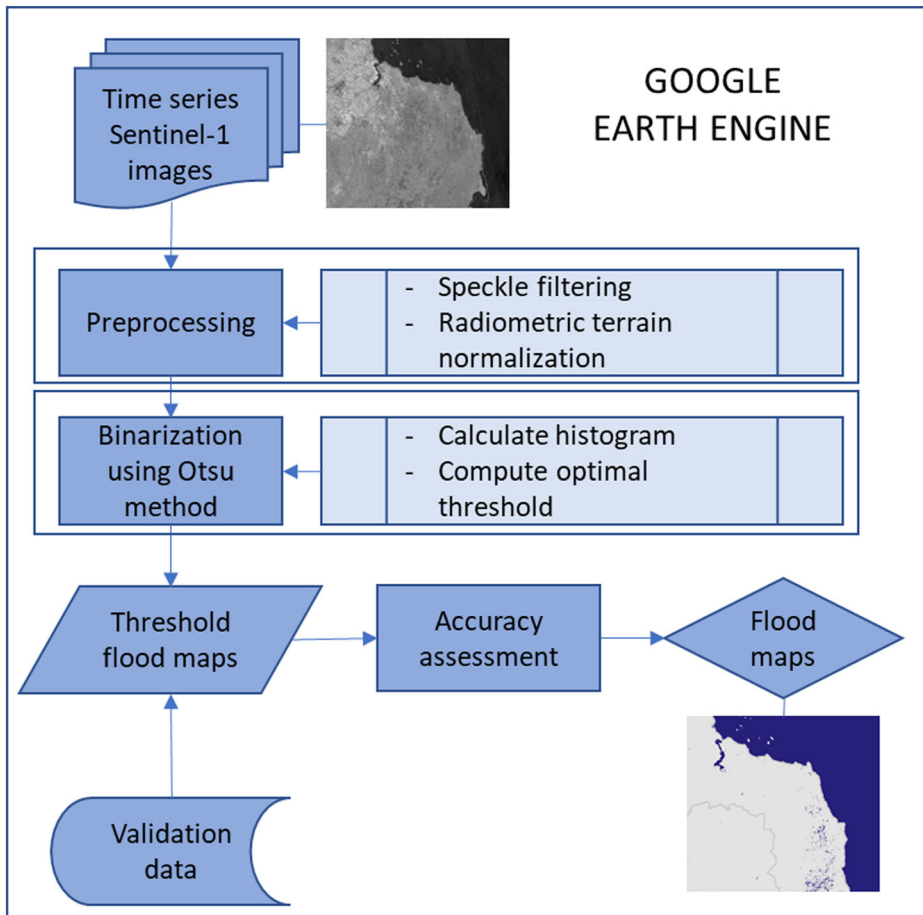 Time series
Sentinel-1
images
GOOGLE
EARTH ENGINE
Preprocessing
- Speckle filtering
- Radiometric terrain
normalization
Binarization
using Otsu
method
- Calculate histogram
- Compute optimal
threshold
Threshold
flood maps
Accuracy
assessment
Flood
maps
Validation
data